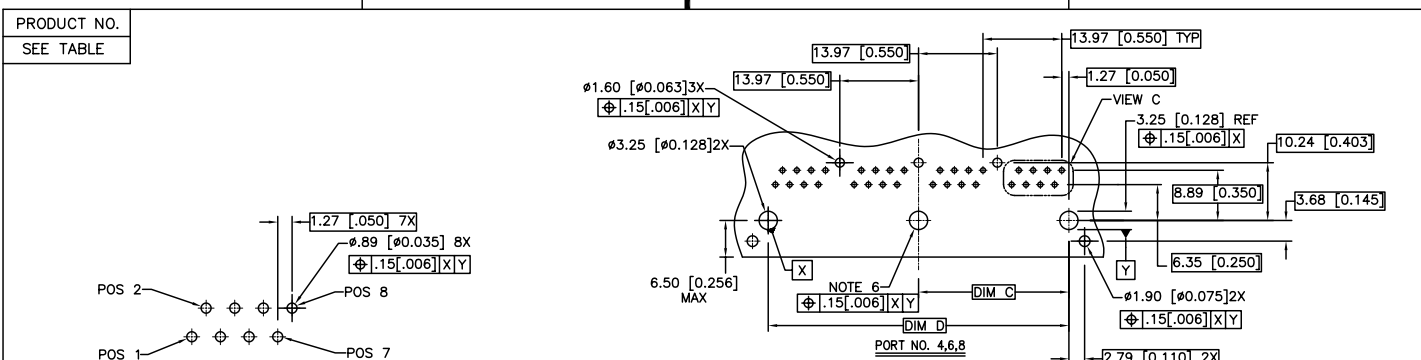 PRODUCT NO.
SEE TABLE
13.97 [0.550] TYP
13.97 [0.550]
13.97 [0.550]
1.27 [0.050]
ø1.60 [ø0.063]3X
⌖ .15[.006] X Y
VIEW C
3.25 [0.128] REF
⌖ .15[.006] X
ø3.25 [ø0.128]2X
10.24 [0.403]
8.89 [0.350]
3.68 [0.145]
1.27 [.050] 7X
ø.89 [ø0.035] 8X
⌖ .15[.006] X Y
X
Y
6.35 [0.250]
6.50 [0.256]
MAX
NOTE 6
⌖ .15[.006] X Y
DIM C
ø1.90 [ø0.075]2X
⌖ .15[.006] X Y
POS 2
POS 8
DIM D
PORT NO. 4,6,8
POS 1
POS 7
2.79 [0.110] 2X